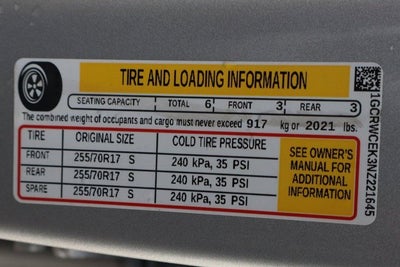 TIRE AND LOADING INFORMATION
SEATING CAPACITY TOTAL 6 FRONT 3 REAR 3
The combined weight of occupants and cargo must never exceed 917 kg or 2021 lbs.
TIRE ORIGINAL SIZE COLD TIRE PRESSURE
FRONT 255/70R17 S 240 kPa, 35 PSI
REAR 255/70R17 S 240 kPa, 35 PSI
SPARE 255/70R17 S 240 kPa, 35 PSI
SEE OWNER'S
MANUAL FOR
ADDITIONAL
INFORMATION
1GCRWCEK3NZ221645